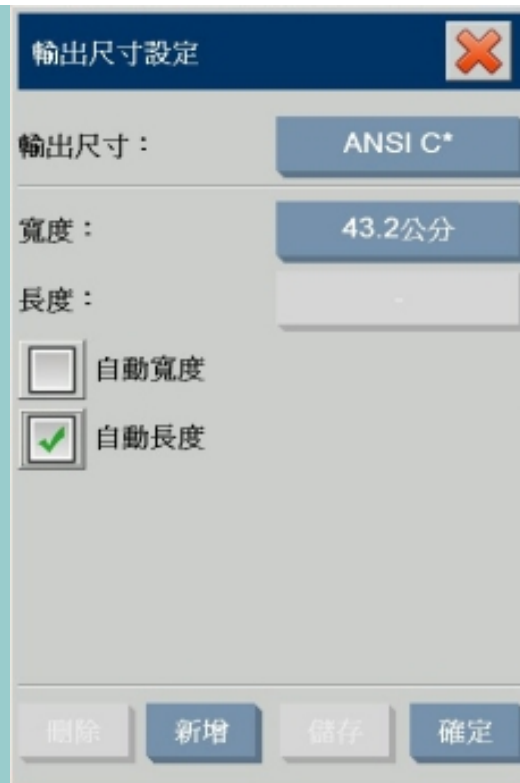 輸出尺寸設定
輸出尺寸： ANSI C*
寬度： 43.2公分
長度： -
自動寬度
自動長度
刪除 新增 儲存 確定